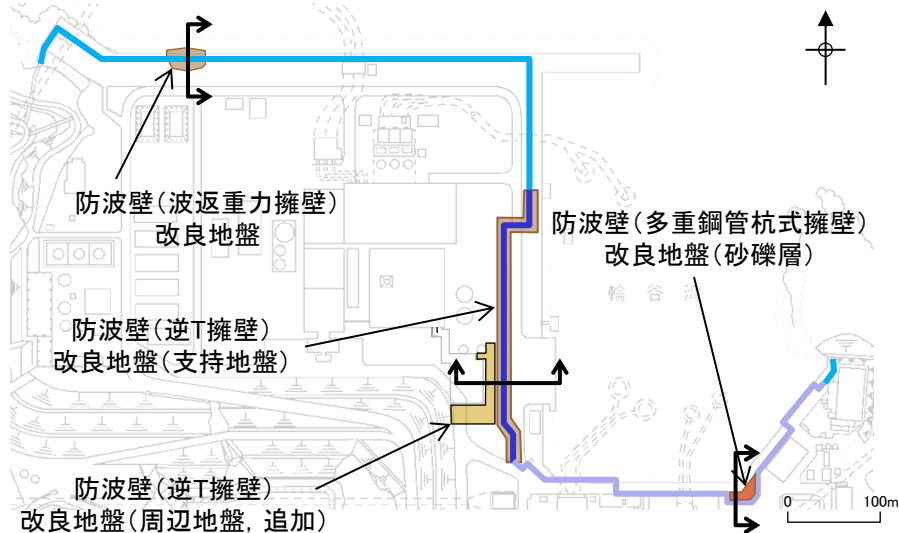 防波壁(波返重力擁壁)
改良地盤
防波壁(多重鋼管杭式擁壁)
改良地盤(砂礫層)
輪谷湾
防波壁(逆T擁壁)
改良地盤(支持地盤)
防波壁(逆T擁壁)
改良地盤(周辺地盤, 追加)
0 100m